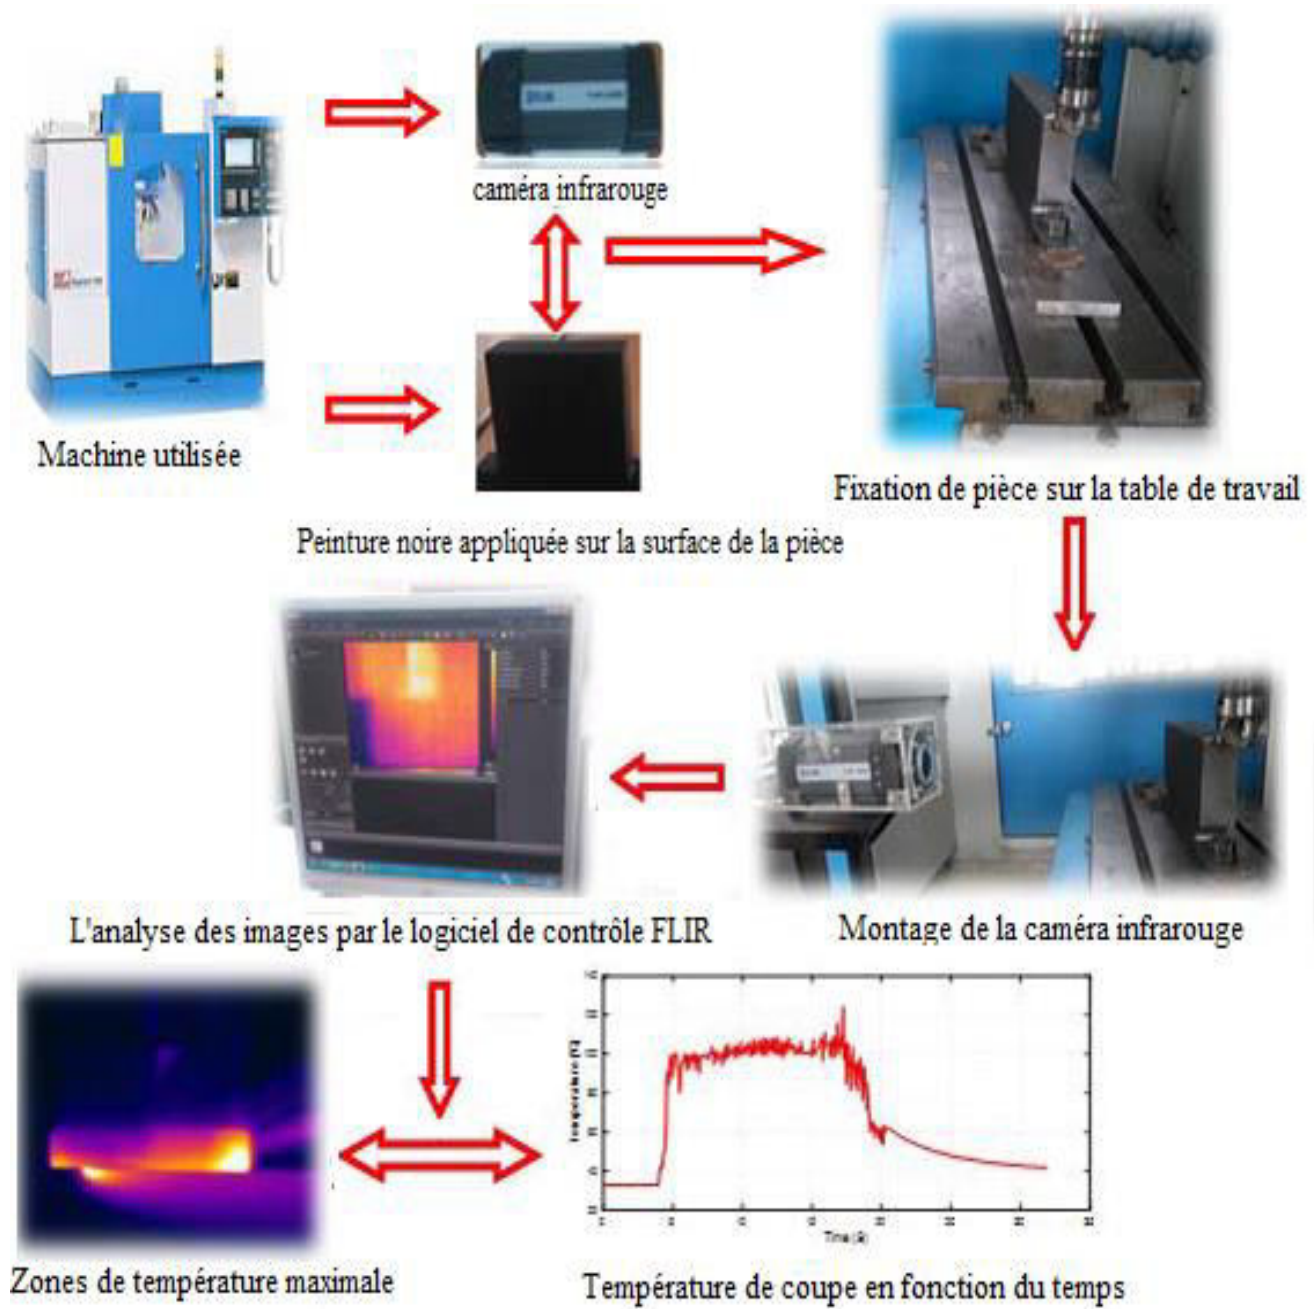 caméra infrarouge
Machine utilisée
Fixation de pièce sur la table de travail
Peinture noire appliquée sur la surface de la pièce
L'analyse des images par le logiciel de contrôle FLIR
Montage de la caméra infrarouge
Température (°C)
Time (s)
Zones de température maximale
Température de coupe en fonction du temps